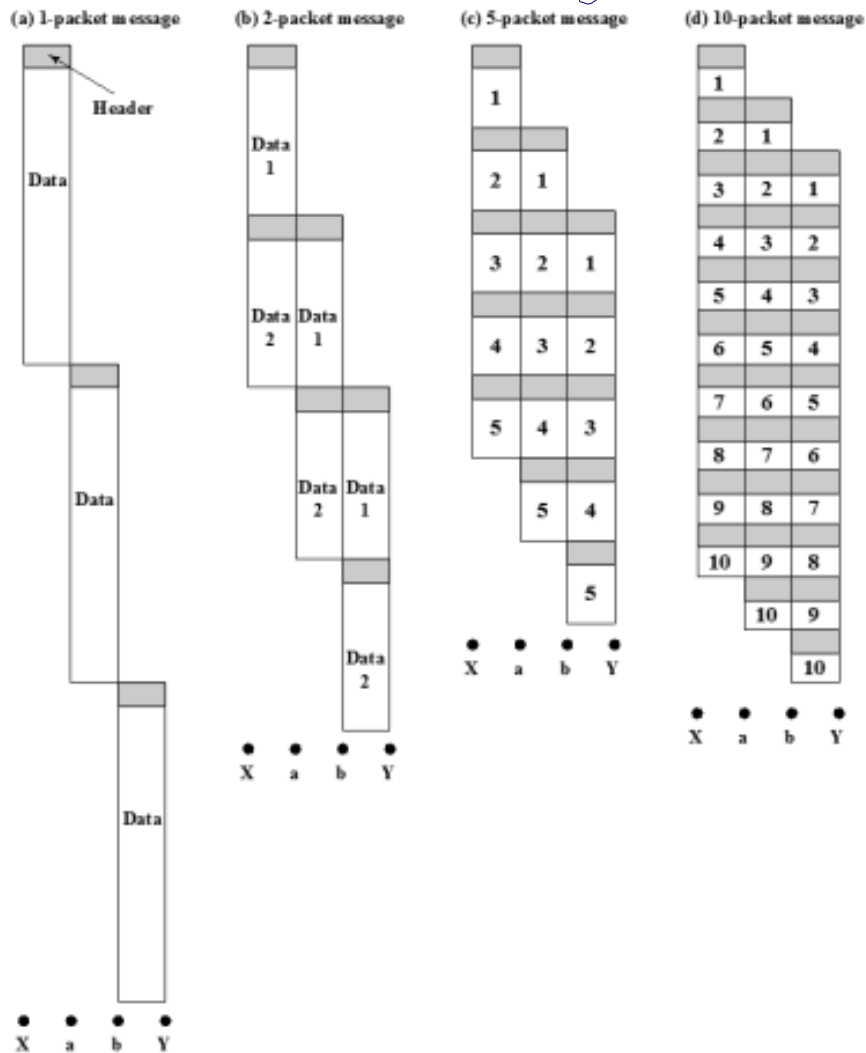 (a) 1-packet message
Header
Data
Data
Data
X a b Y
(b) 2-packet message
Data
1
Data Data
2 1
Data Data
2 1
Data
2
X a b Y
(c) 5-packet message
1
2 1
3 2 1
4 3 2
5 4 3
5 4
5
X a b Y
(d) 10-packet message
1
2 1
3 2 1
4 3 2
5 4 3
6 5 4
7 6 5
8 7 6
9 8 7
10 9 8
10 9
10
X a b Y